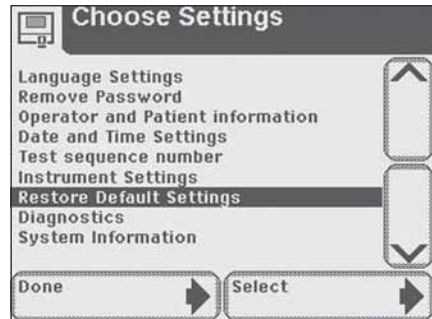 Choose Settings
Language Settings
Remove Password
Operator and Patient information
Date and Time Settings
Test sequence number
Instrument Settings
Restore Default Settings
Diagnostics
System Information
Done
Select